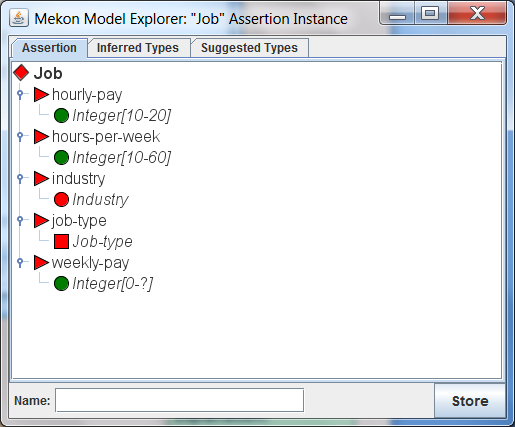 Mekon Model Explorer: "Job" Assertion Instance
Assertion Inferred Types Suggested Types
Job
hourly-pay
Integer[10-20]
hours-per-week
Integer[10-60]
industry
Industry
job-type
Job-type
weekly-pay
Integer[0-?]
Name: Store